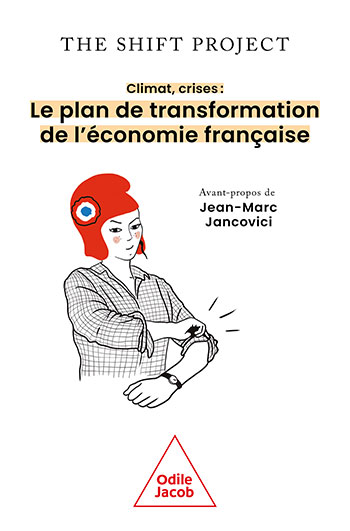 THE SHIFT PROJECT
Climat, crises :
Le plan de transformation
de l’économie française
Avant-propos de
Jean-Marc
Jancovici
Odile
Jacob